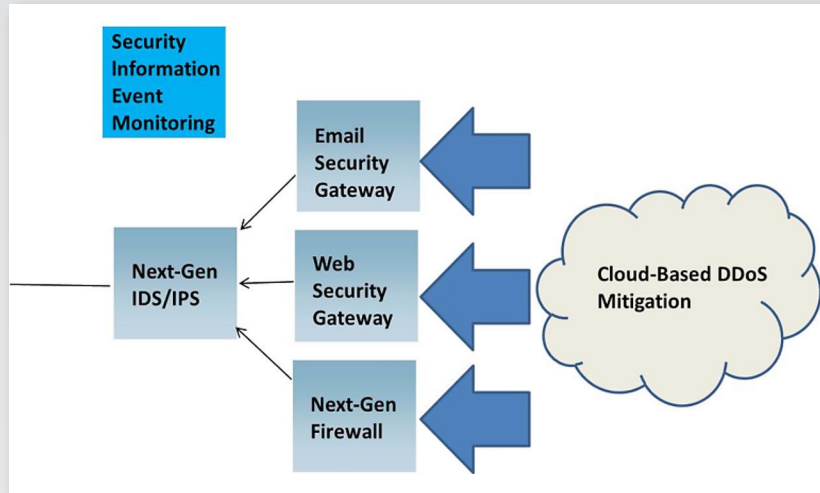 Security
Information
Event
Monitoring
Email
Security
Gateway
Next-Gen
IDS/IPS
Web
Security
Gateway
Cloud-Based DDoS
Mitigation
Next-Gen
Firewall